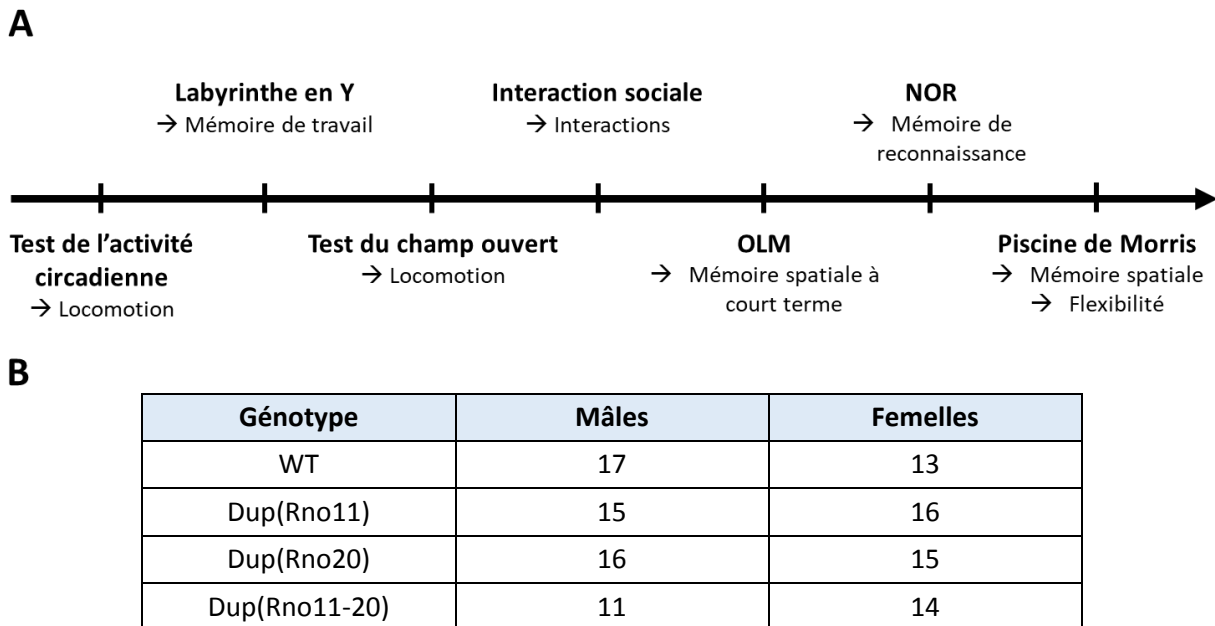 A
Labyrinthe en Y
→ Mémoire de travail
Interaction sociale
→ Interactions
NOR
→ Mémoire de
reconnaissance
Test de l'activité
circadienne
→ Locomotion
Test du champ ouvert
→ Locomotion
OLM
→ Mémoire spatiale à
court terme
Piscine de Morris
→ Mémoire spatiale
→ Flexibilité
B
Génotype Mâles Femelles
WT 17 13
Dup(Rno11) 15 16
Dup(Rno20) 16 15
Dup(Rno11-20) 11 14